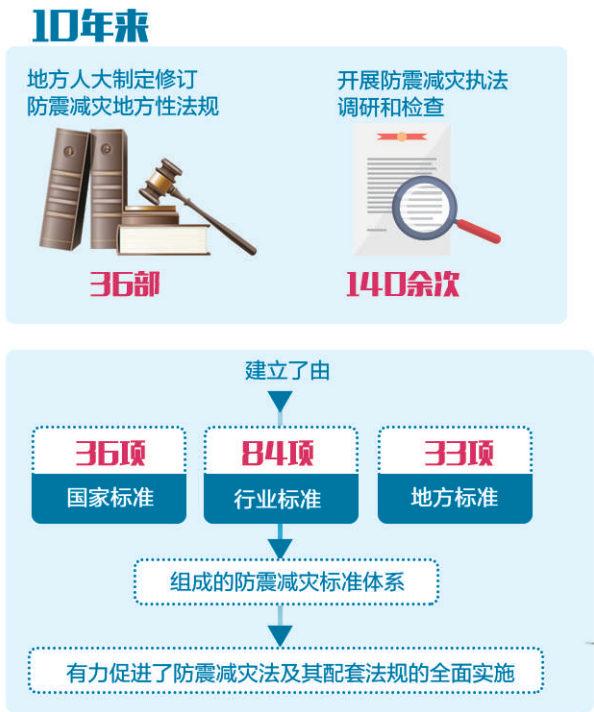 10年来
地方人大制定修订
防震减灾地方性法规
36部
开展防震减灾执法
调研和检查
140余次
建立了由
36项
国家标准
84项
行业标准
33项
地方标准
组成的防震减灾标准体系
有力促进了防震减灾法及其配套法规的全面实施